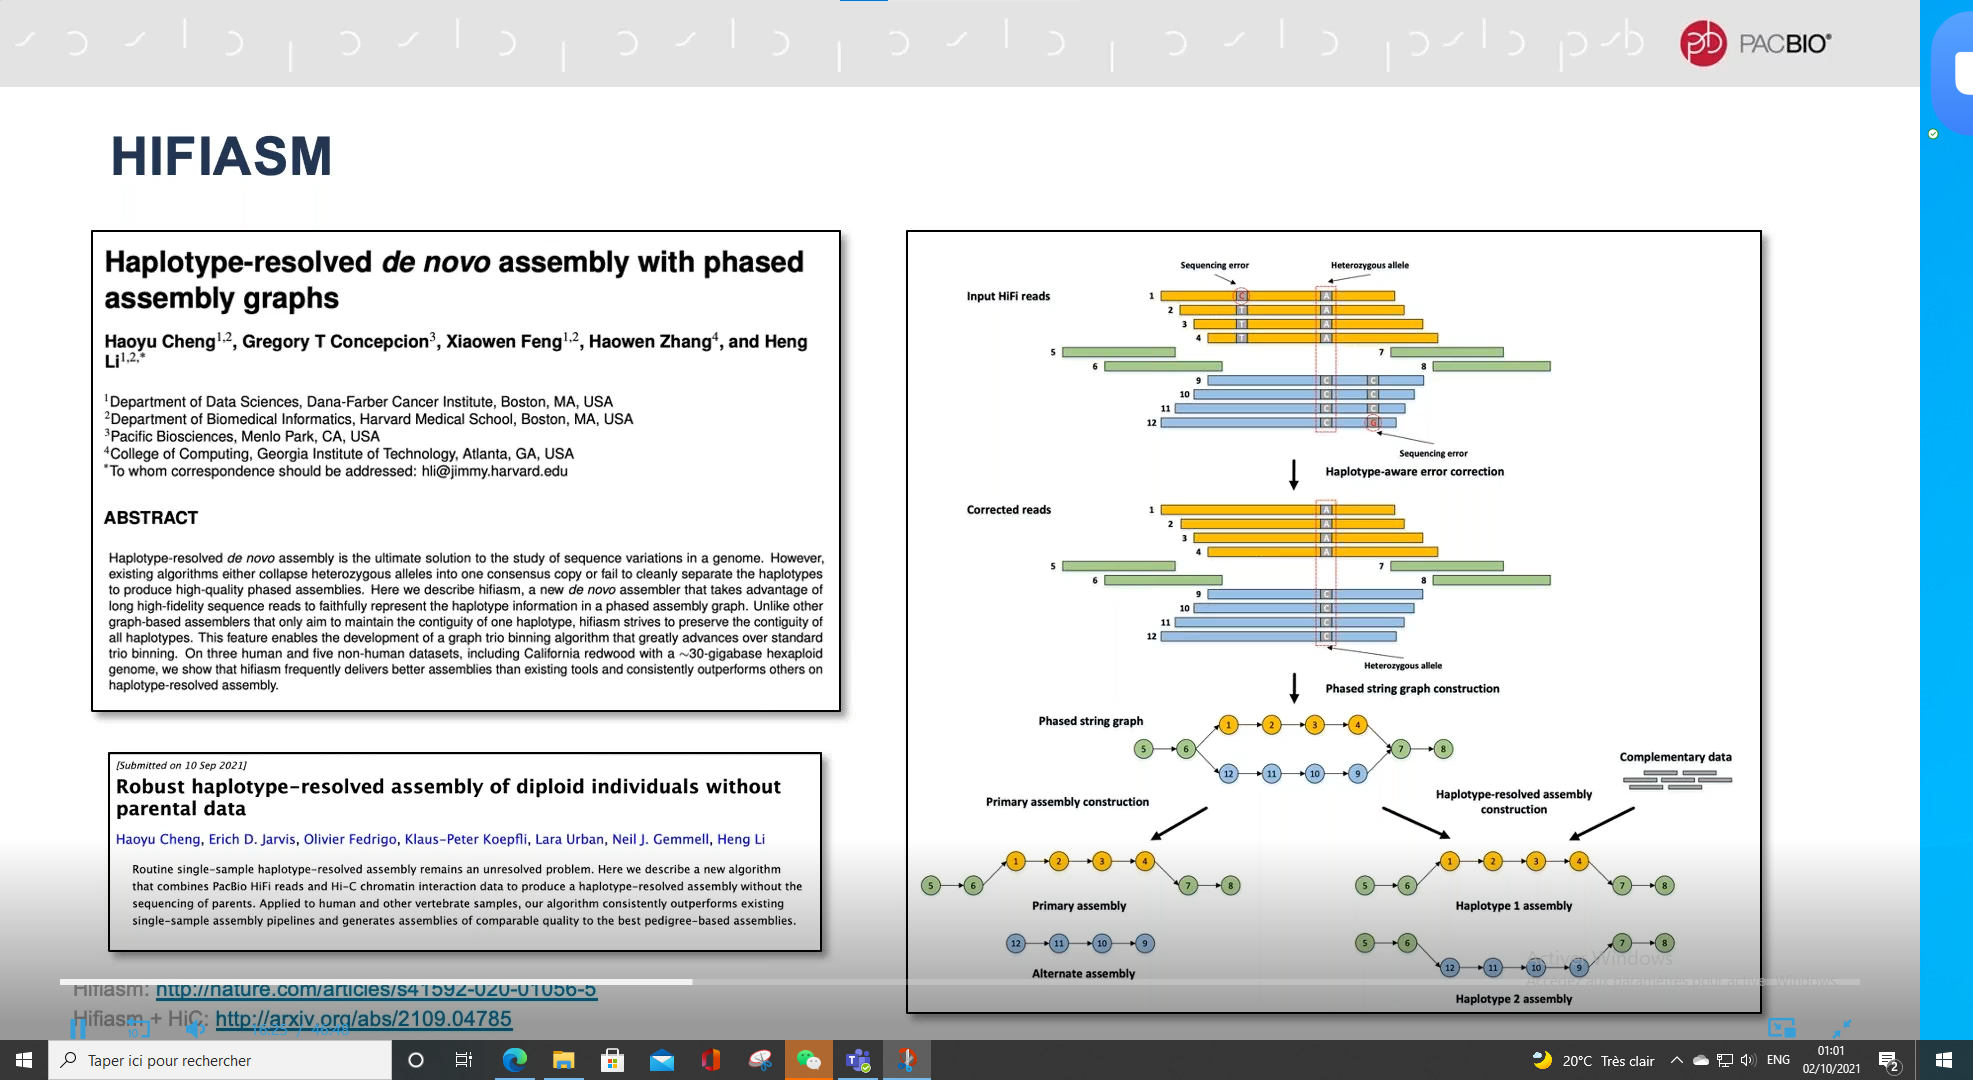 PACBIO®
HIFIASM
Haplotype-resolved de novo assembly with phased
assembly graphs
Haoyu Cheng1,2, Gregory T Concepcion3, Xiaowen Feng1,2, Haowen Zhang4, and Heng
Li1,2,*
1Department of Data Sciences, Dana-Farber Cancer Institute, Boston, MA, USA
2Department of Biomedical Informatics, Harvard Medical School, Boston, MA, USA
3Pacific Biosciences, Menlo Park, CA, USA
4College of Computing, Georgia Institute of Technology, Atlanta, GA, USA
*To whom correspondence should be addressed: hli@jimmy.harvard.edu
ABSTRACT
Haplotype-resolved de novo assembly is the ultimate solution to the study of sequence variations in a genome. However,
existing algorithms either collapse heterozygous alleles into one consensus copy or fail to cleanly separate the haplotypes
to produce high-quality phased assemblies. Here we describe hifiasm, a new de novo assembler that takes advantage of
long high-fidelity sequence reads to faithfully represent the haplotype information in a phased assembly graph. Unlike other
graph-based assemblers that only aim to maintain the contiguity of one haplotype, hifiasm strives to preserve the contiguity of
all haplotypes. This feature enables the development of a graph trio binning algorithm that greatly advances over standard
trio binning. On three human and five non-human datasets, including California redwood with a ~30-gigabase hexaploid
genome, we show that hifiasm frequently delivers better assemblies than existing tools and consistently outperforms others on
haplotype-resolved assembly.
[Submitted on 10 Sep 2021]
Robust haplotype-resolved assembly of diploid individuals without
parental data
Haoyu Cheng, Erich D. Jarvis, Olivier Fedrigo, Klaus-Peter Koepfli, Lara Urban, Neil J. Gemmell, Heng Li
Routine single-sample haplotype-resolved assembly remains an unresolved problem. Here we describe a new algorithm
that combines PacBio HiFi reads and Hi-C chromatin interaction data to produce a haplotype-resolved assembly without the
sequencing of parents. Applied to human and other vertebrate samples, our algorithm consistently outperforms existing
single-sample assembly pipelines and generates assemblies of comparable quality to the best pedigree-based assemblies.
Hifiasm: http://nature.com/articles/s41592-020-01056-5
Hifiasm + HiC: http://arxiv.org/abs/2109.04785
Sequencing error Heterozygous allele
Input HiFi reads 1 C A
2 T A
3 T A
4 T A
5 7
6 8
9 C C
10 C C
11 C C
12 C G
Sequencing error
Haplotype-aware error correction
Corrected reads 1 A
2 A
3 A
4 A
5 7
6 8
9 C
10 C
11 C
12 C
Heterozygous allele
Phased string graph construction
Phased string graph 1 2 3 4
5 6 7 8
12 11 10 9
Complementary data
Primary assembly construction
Haplotype-resolved assembly
construction
1 2 3 4
5 6 7 8
Primary assembly
12 11 10 9
Alternate assembly
1 2 3 4
5 6 7 8
Haplotype 1 assembly
5 6 7 8
12 11 10 9
Haplotype 2 assembly
Activer Windows
Accédez aux paramètres pour activer Windows.
Taper ici pour rechercher
20°C Très clair
ENG
01:01
02/10/2021
2